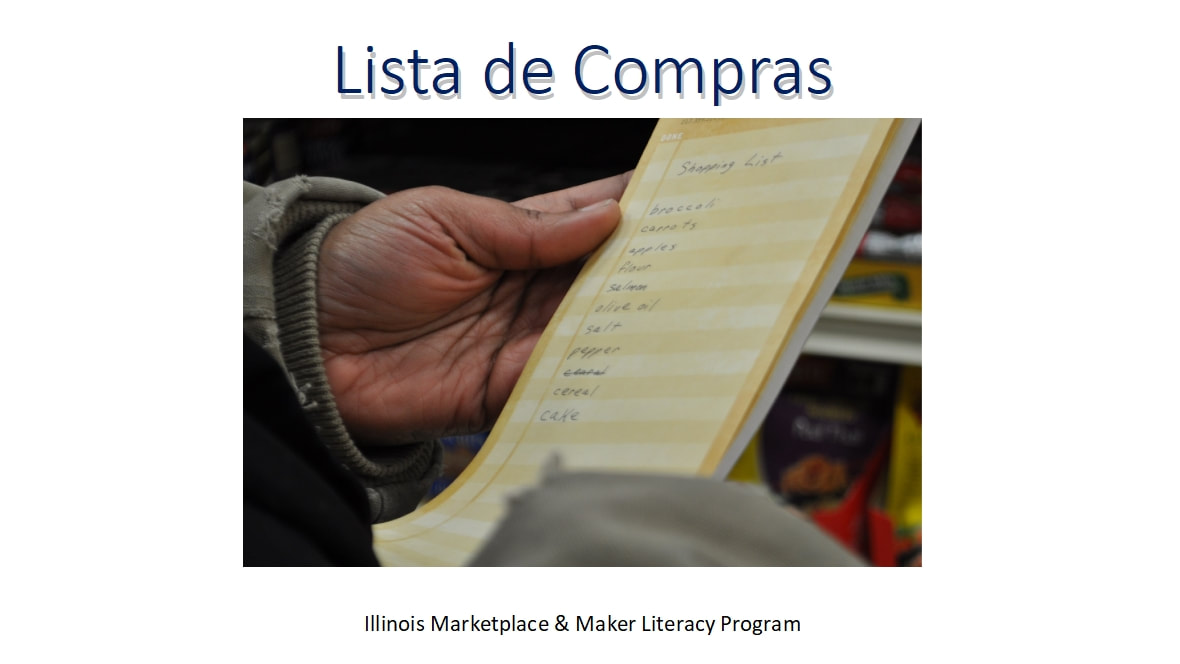 Lista de Compras
DONE
Shopping List
broccoli
carrots
apples
flour
salmon
olive oil
salt
pepper
cereal
cake
Illinois Marketplace & Maker Literacy Program